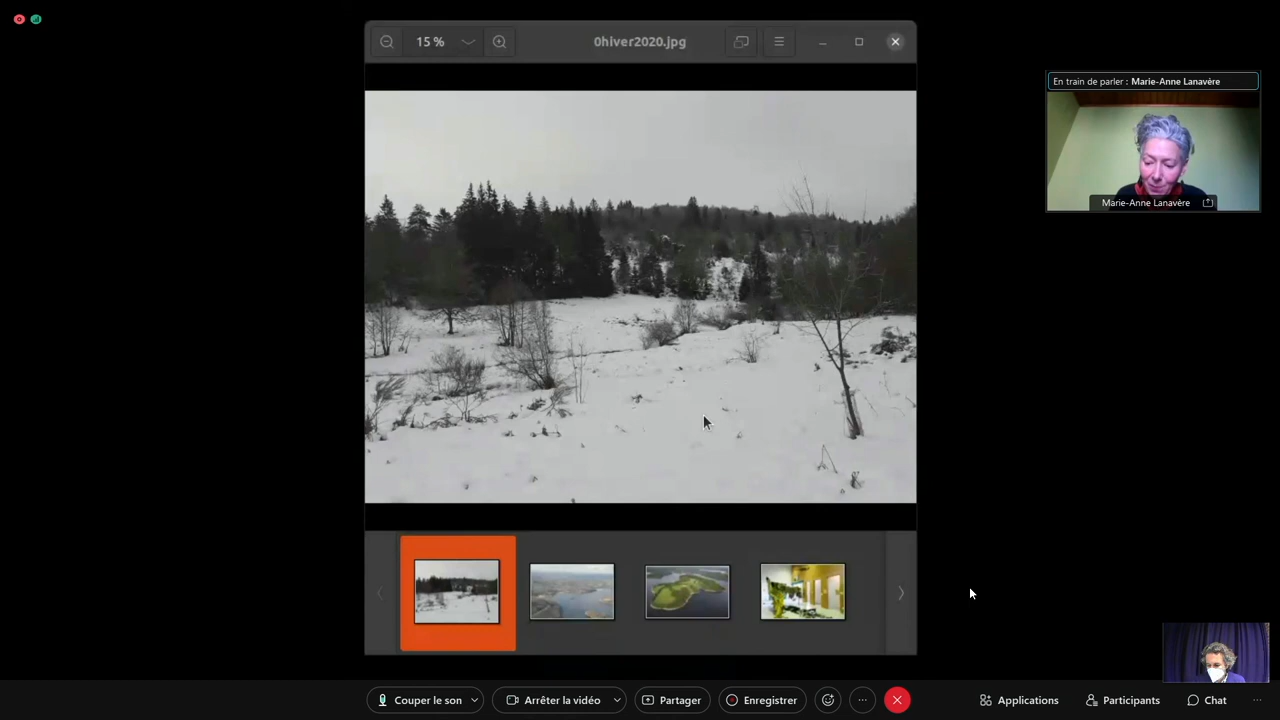 15 %
0hiver2020.jpg
En train de parler : Marie-Anne Lanavère
Marie-Anne Lanavère
Couper le son
Arrêter la vidéo
Partager
Enregistrer
Applications
Participants
Chat